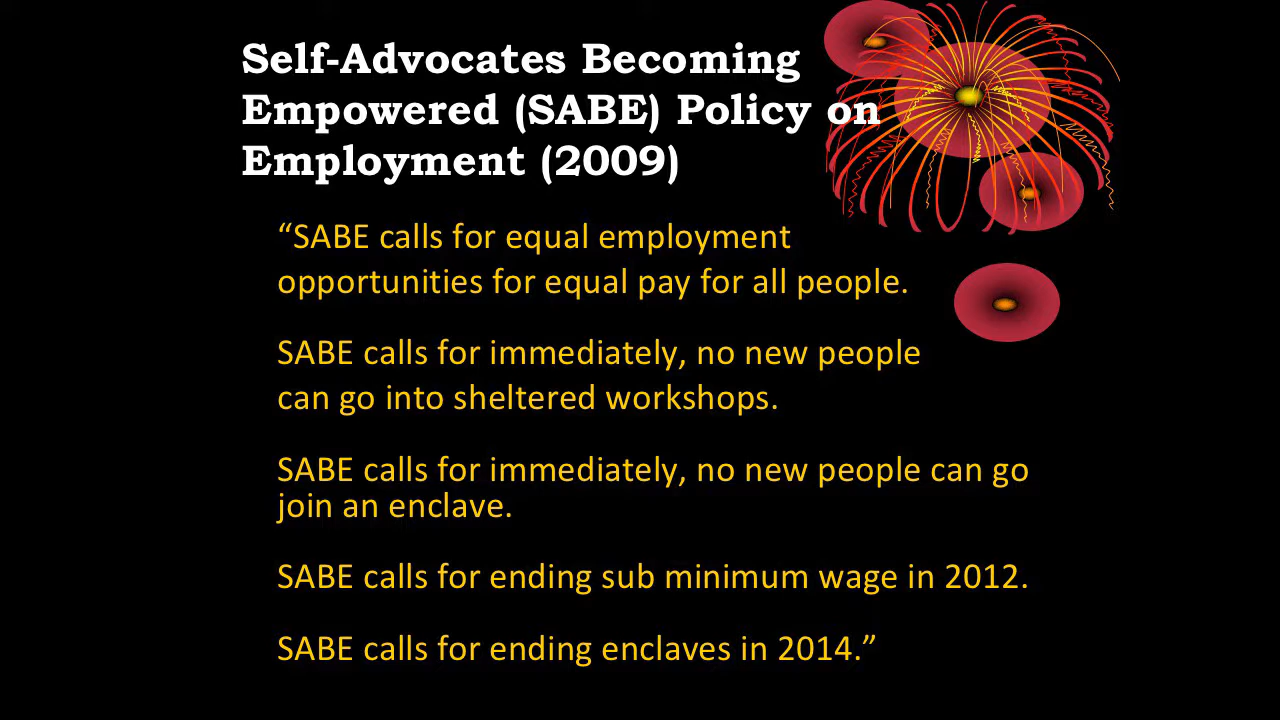 Self-Advocates Becoming
Empowered (SABE) Policy on
Employment (2009)
“SABE calls for equal employment
opportunities for equal pay for all people.
SABE calls for immediately, no new people
can go into sheltered workshops.
SABE calls for immediately, no new people can go
join an enclave.
SABE calls for ending sub minimum wage in 2012.
SABE calls for ending enclaves in 2014.”